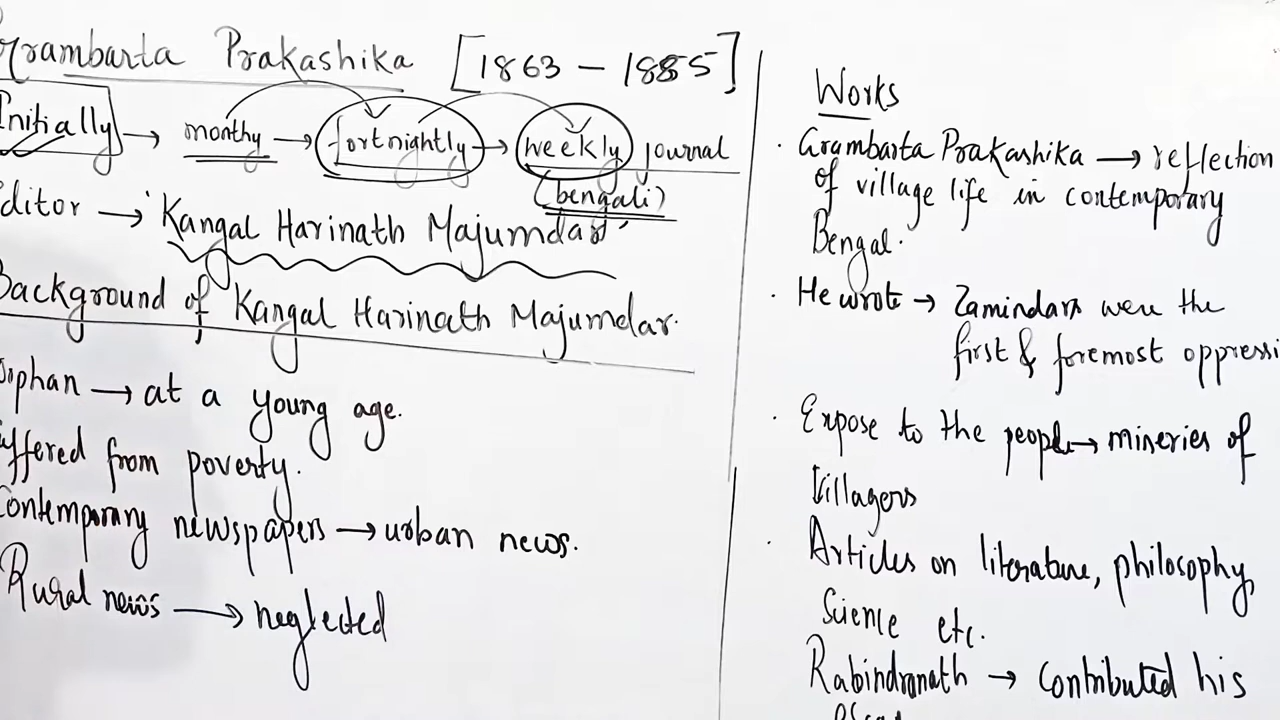 Grambarta Prakashika [1863 – 1885]
Initially → monthy → fortnightly → weekly journal
(bengali)
Editor → 'Kangal Harinath Majumdar'
Background of Kangal Harinath Majumdar.
Orphan → at a young age.
Suffered from poverty.
Contemporary newspapers → urban news.
Rural news → neglected
Works
· Grambarta Prakashika → reflection
of village life in contemporary
Bengal.
· He wrote → Zamindars were the
first & foremost oppressi
· Expose to the people → miseries of
Villagers
· Articles on literature, philosophy,
Science etc.
Rabindranath → contributed his